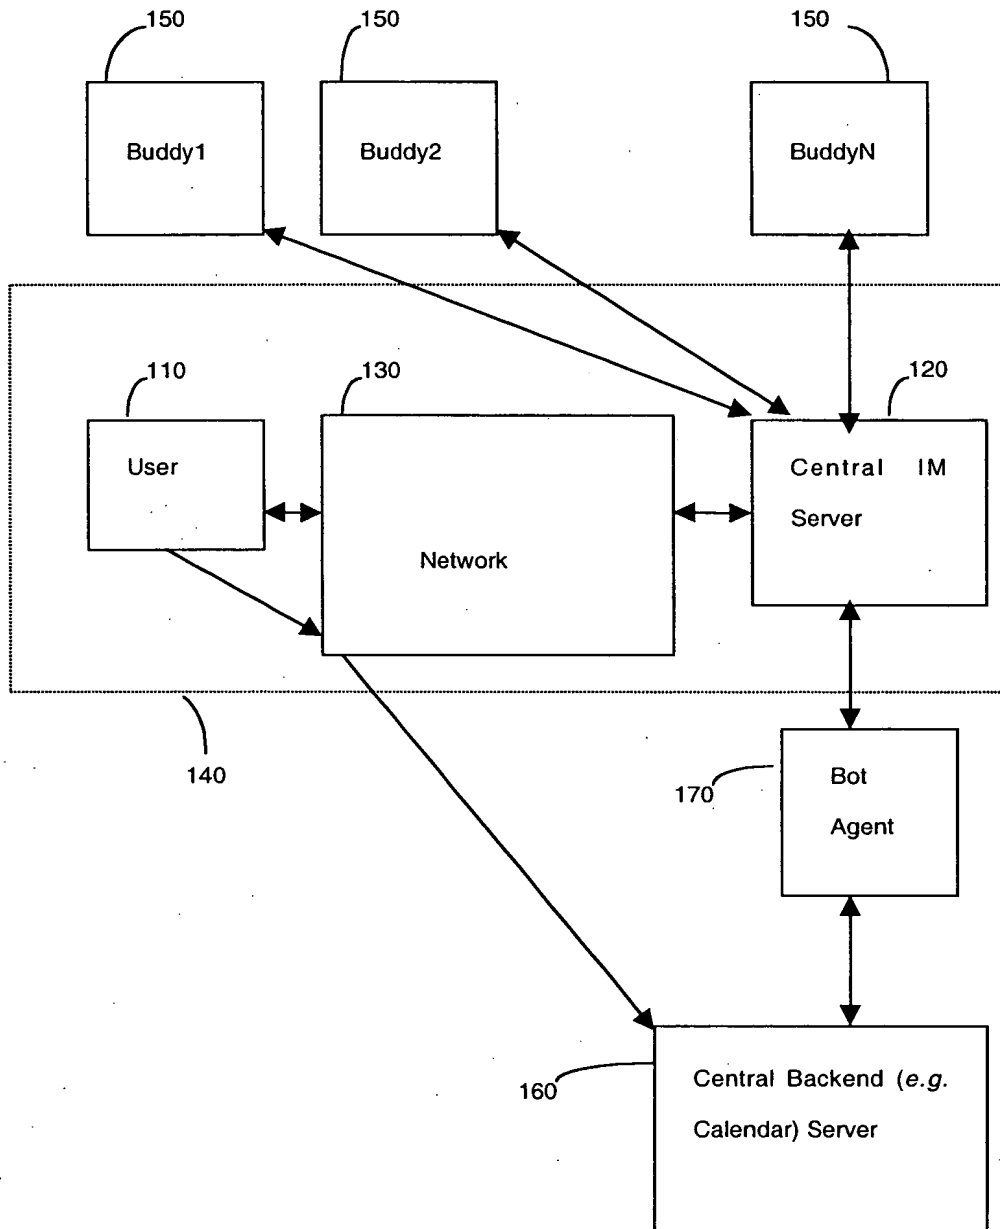 150
150
150
Buddy1
Buddy2
BuddyN
110
130
120
User
Central IM
Server
Network
140
170
Bot
Agent
160
Central Backend (e.g.
Calendar) Server